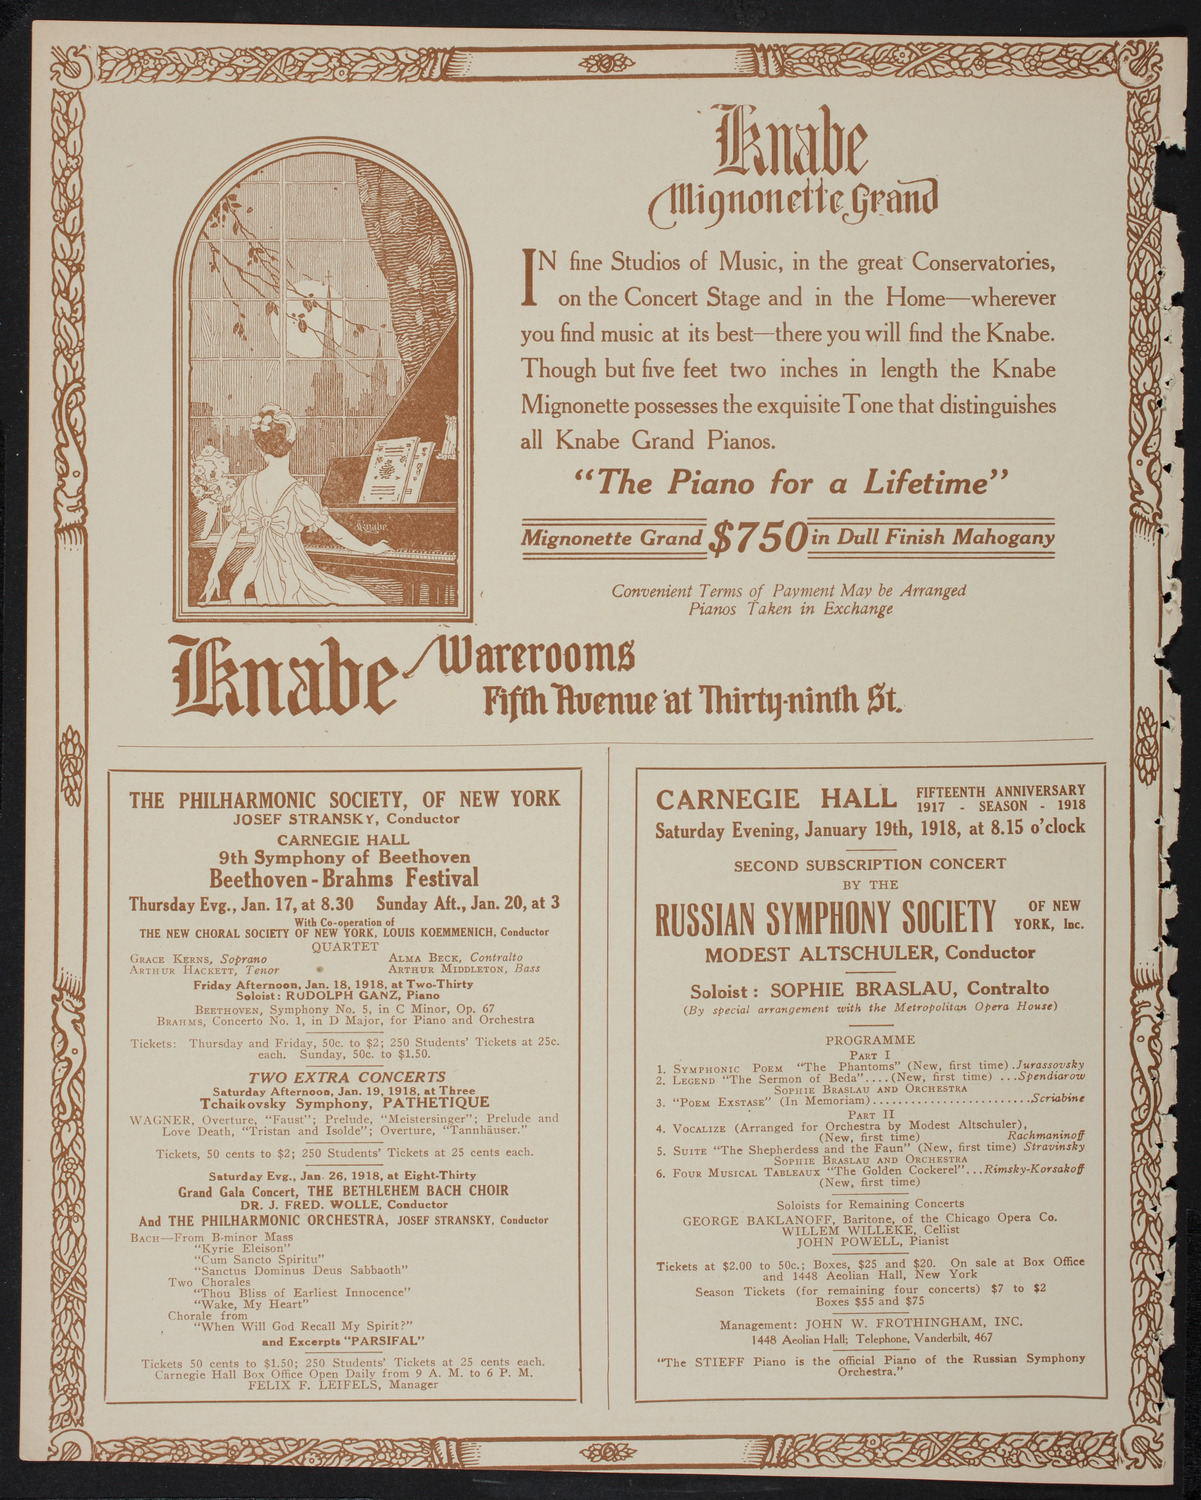 Knabe
Mignonette Grand
IN fine Studios of Music, in the great Conservatories,
on the Concert Stage and in the Home—wherever
you find music at its best—there you will find the Knabe.
Though but five feet two inches in length the Knabe
Mignonette possesses the exquisite Tone that distinguishes
all Knabe Grand Pianos.
"The Piano for a Lifetime"
Mignonette Grand $750 in Dull Finish Mahogany
Convenient Terms of Payment May be Arranged
Pianos Taken in Exchange
Knabe
Knabe Warerooms
Fifth Avenue at Thirty-ninth St.
THE PHILHARMONIC SOCIETY, OF NEW YORK
JOSEF STRANSKY, Conductor
CARNEGIE HALL
9th Symphony of Beethoven
Beethoven-Brahms Festival
Thursday Evg., Jan. 17, at 8.30 Sunday Aft., Jan. 20, at 3
With Co-operation of
THE NEW CHORAL SOCIETY OF NEW YORK, LOUIS KOEMMENICH, Conductor
QUARTET
GRACE KERNS, Soprano ALMA BECK, Contralto
ARTHUR HACKETT, Tenor ARTHUR MIDDLETON, Bass
Friday Afternoon, Jan. 18, 1918, at Two-Thirty
Soloist: RUDOLPH GANZ, Piano
BEETHOVEN, Symphony No. 5, in C Minor, Op. 67
BRAHMS, Concerto No. 1, in D Major, for Piano and Orchestra
Tickets: Thursday and Friday, 50c. to $2; 250 Students' Tickets at 25c.
each. Sunday, 50c. to $1.50.
TWO EXTRA CONCERTS
Saturday Afternoon, Jan. 19, 1918, at Three
Tchaikovsky Symphony, PATHETIQUE
WAGNER, Overture, "Faust"; Prelude, "Meistersinger"; Prelude and
Love Death, "Tristan and Isolde"; Overture, "Tannhäuser."
Tickets, 50 cents to $2; 250 Students' Tickets at 25 cents each.
Saturday Evg., Jan. 26, 1918, at Eight-Thirty
Grand Gala Concert, THE BETHLEHEM BACH CHOIR
DR. J. FRED. WOLLE, Conductor
And THE PHILHARMONIC ORCHESTRA, JOSEF STRANSKY, Conductor
BACH—From B-minor Mass
"Kyrie Eleison"
"Cum Sancto Spiritu"
"Sanctus Dominus Deus Sabbaoth"
Two Chorales
"Thou Bliss of Earliest Innocence"
"Wake, My Heart"
Chorale from
"When Will God Recall My Spirit?"
and Excerpts "PARSIFAL"
Tickets 50 cents to $1.50; 250 Students' Tickets at 25 cents each.
Carnegie Hall Box Office Open Daily from 9 A. M. to 6 P. M.
FELIX F. LEIFELS, Manager
CARNEGIE HALL FIFTEENTH ANNIVERSARY
1917 - SEASON - 1918
Saturday Evening, January 19th, 1918, at 8.15 o'clock
SECOND SUBSCRIPTION CONCERT
BY THE
RUSSIAN SYMPHONY SOCIETY OF NEW
YORK, Inc.
MODEST ALTSCHULER, Conductor
Soloist: SOPHIE BRASLAU, Contralto
(By special arrangement with the Metropolitan Opera House)
PROGRAMME
PART I
1. SYMPHONIC POEM "The Phantoms" (New, first time) .Jurassovsky
2. LEGEND "The Sermon of Beda"....(New, first time) ...Spendiarow
SOPHIE BRASLAU AND ORCHESTRA
3. "POEM EXSTASE" (In Memoriam)........................Scriabine
PART II
4. VOCALIZE (Arranged for Orchestra by Modest Altschuler),
(New, first time) Rachmaninoff
5. SUITE "The Shepherdess and the Faun" (New, first time) Stravinsky
SOPHIE BRASLAU AND ORCHESTRA
6. FOUR MUSICAL TABLEAUX "The Golden Cockerel"...Rimsky-Korsakoff
(New, first time)
Soloists for Remaining Concerts
GEORGE BAKLANOFF, Baritone, of the Chicago Opera Co.
WILLEM WILLEKE, Cellist
JOHN POWELL, Pianist
Tickets at $2.00 to 50c.; Boxes, $25 and $20. On sale at Box Office
and 1448 Aeolian Hall, New York
Season Tickets (for remaining four concerts) $7 to $2
Boxes $55 and $75
Management: JOHN W. FROTHINGHAM, INC.
1448 Aeolian Hall; Telephone, Vanderbilt, 467
"The STIEFF Piano is the official Piano of the Russian Symphony
Orchestra."